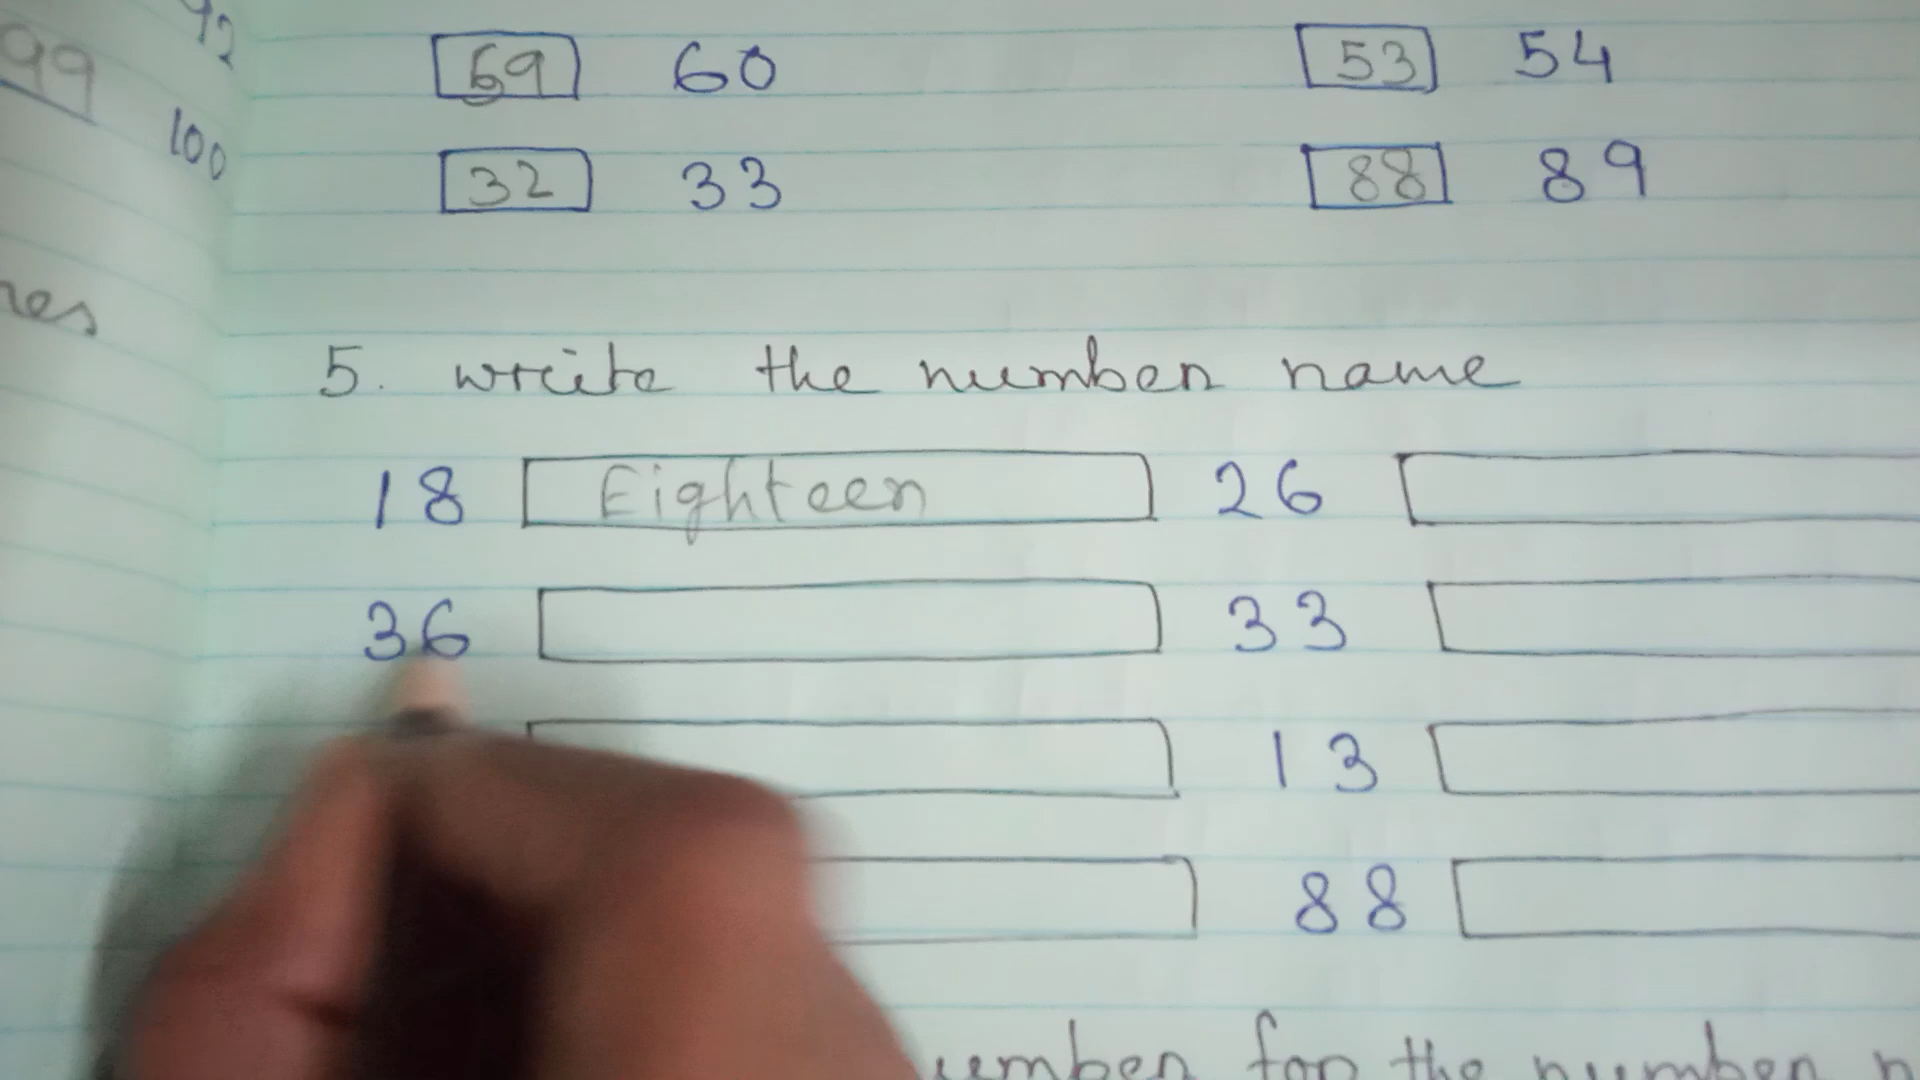 99 92
59 60 53 54
100
32 33 88 89
5. write the number name
18 Eighteen 26
36 33
13
88
for the number